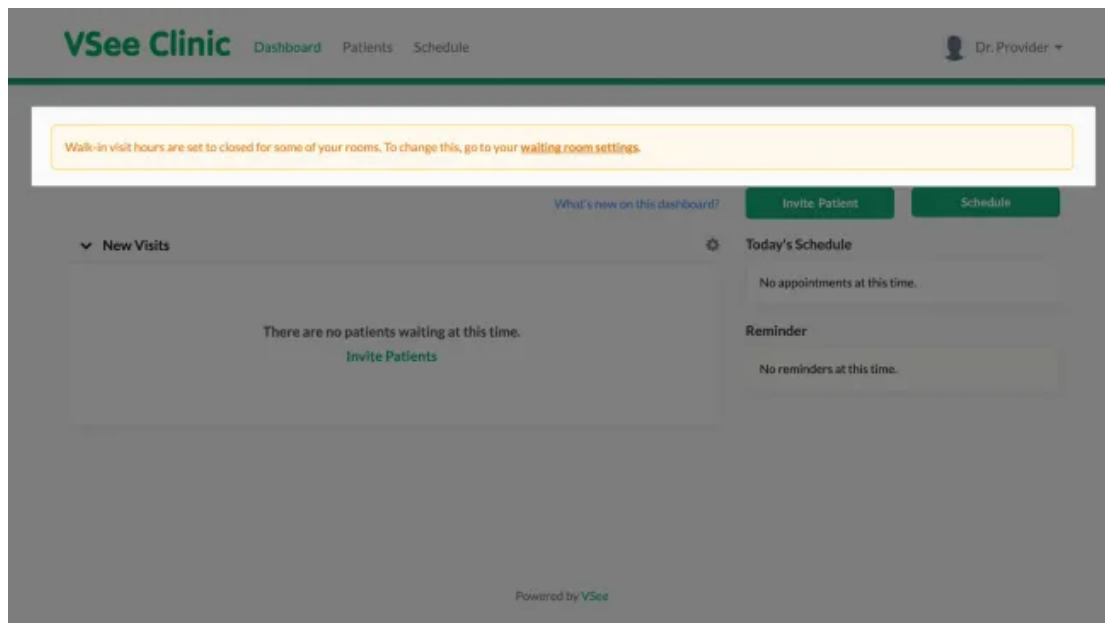 VSee Clinic Dashboard Patients Schedule Dr. Provider
Walk-in visit hours are set to closed for some of your rooms. To change this, go to your waiting room settings.
What's new on this dashboard? Invite Patient Schedule
New Visits
There are no patients waiting at this time.
Invite Patients
Today's Schedule
No appointments at this time.
Reminder
No reminders at this time.
Powered by VSee